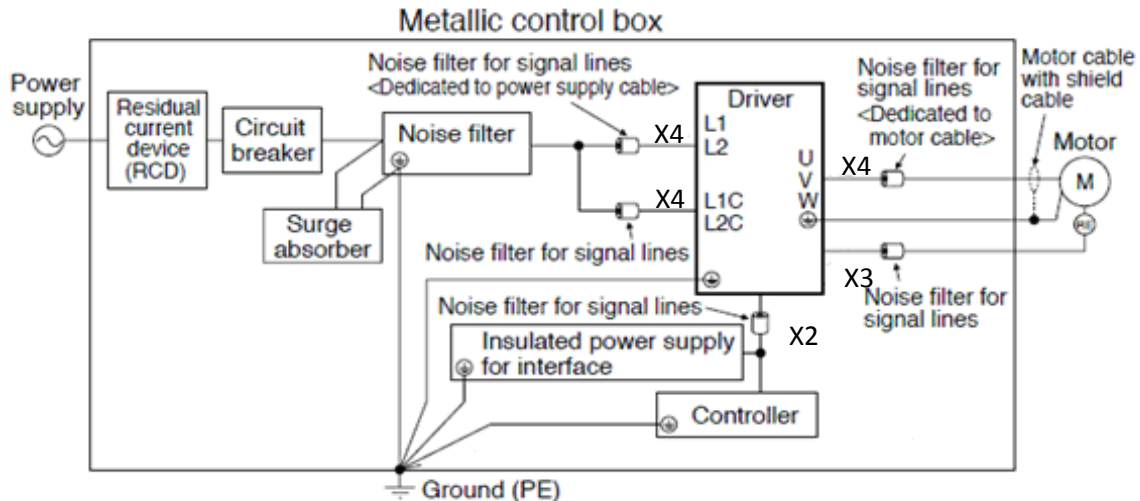 Metallic control box
Power
supply
Residual
current
device
(RCD)
Circuit
breaker
Noise filter
Surge
absorber
Noise filter for signal lines
<Dedicated to power supply cable>
X4
X4
Noise filter for signal lines
Driver
L1
L2
L1C
L2C
U
V
W
X4
Noise filter for
signal lines
<Dedicated to
motor cable>
Motor cable
with shield
cable
Motor
M
RE
X3
Noise filter for
signal lines
Noise filter for signal lines
X2
Insulated power supply
for interface
Controller
Ground (PE)